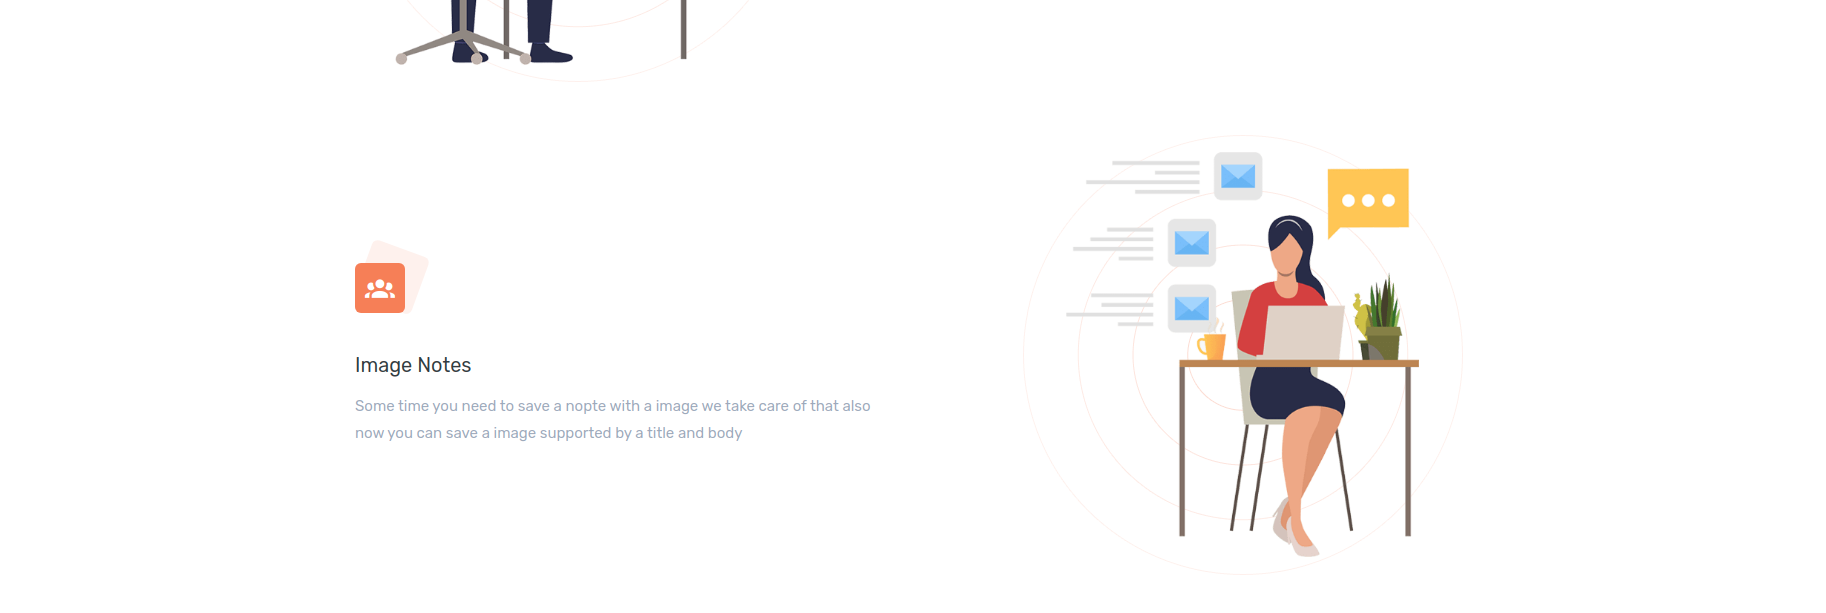 Image Notes
Some time you need to save a nopte with a image we take care of that also
now you can save a image supported by a title and body